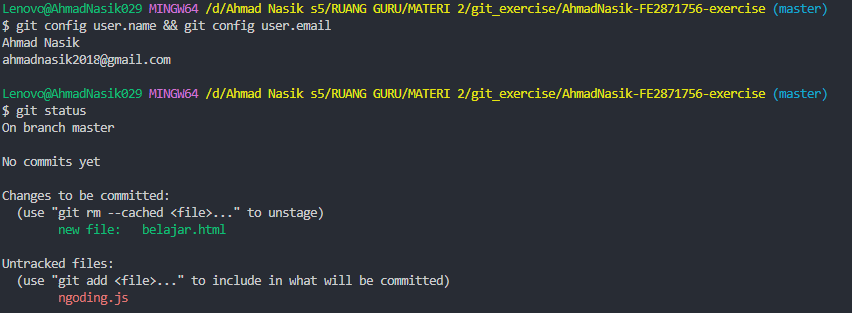 Lenovo@AhmadNasik029 MINGW64 /d/Ahmad Nasik s5/RUANG GURU/MATERI 2/git_exercise/AhmadNasik-FE2871756-exercise (master)
$ git config user.name && git config user.email
Ahmad Nasik
ahmadnasik2018@gmail.com
Lenovo@AhmadNasik029 MINGW64 /d/Ahmad Nasik s5/RUANG GURU/MATERI 2/git_exercise/AhmadNasik-FE2871756-exercise (master)
$ git status
On branch master
No commits yet
Changes to be committed:
(use "git rm --cached <file>..." to unstage)
new file: belajar.html
Untracked files:
(use "git add <file>..." to include in what will be committed)
ngoding.js